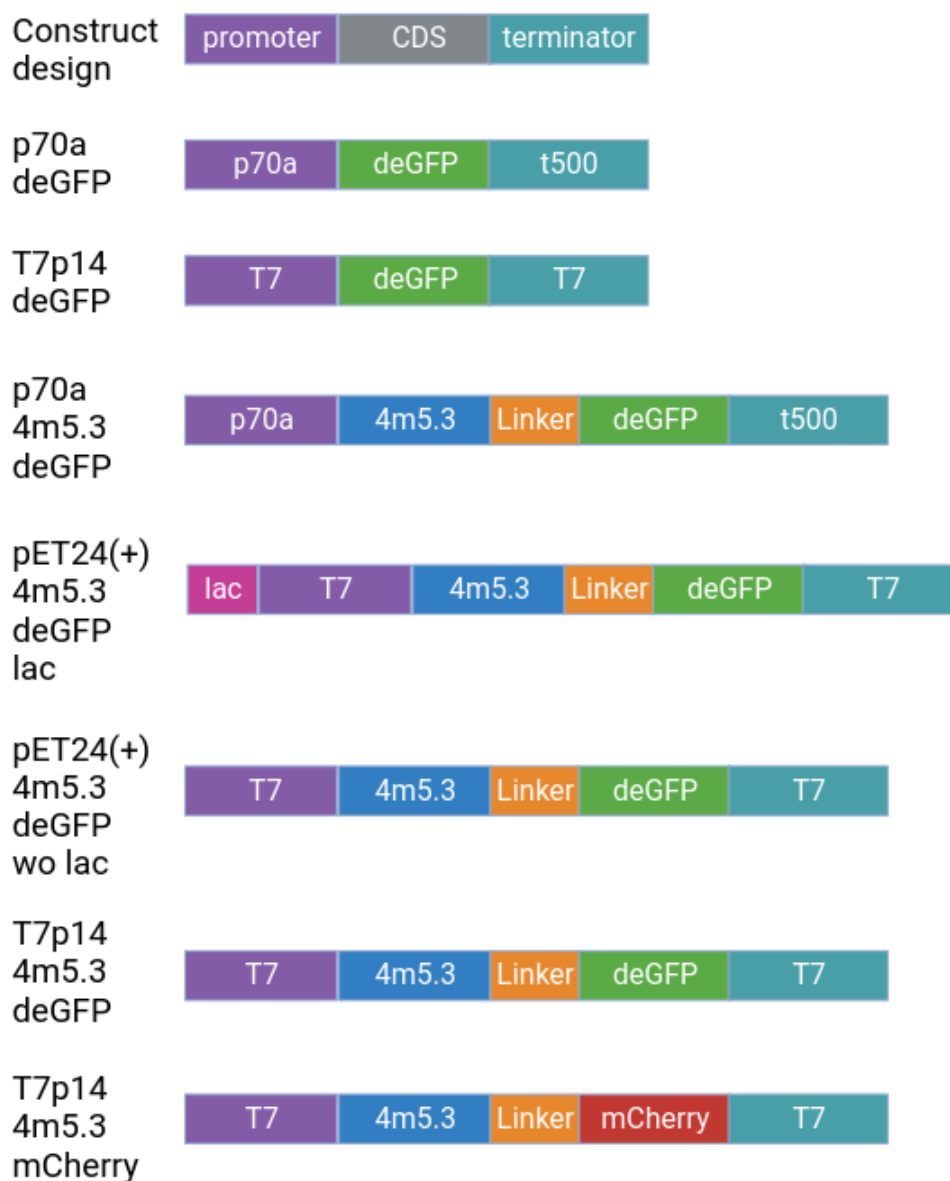 Construct
design
promoter CDS terminator
p70a
deGFP
p70a deGFP t500
T7p14
deGFP
T7 deGFP T7
p70a
4m5.3
deGFP
p70a 4m5.3 Linker deGFP t500
pET24(+)
4m5.3
deGFP
lac
lac T7 4m5.3 Linker deGFP T7
pET24(+)
4m5.3
deGFP
wo lac
T7 4m5.3 Linker deGFP T7
T7p14
4m5.3
deGFP
T7 4m5.3 Linker deGFP T7
T7p14
4m5.3
mCherry
T7 4m5.3 Linker mCherry T7